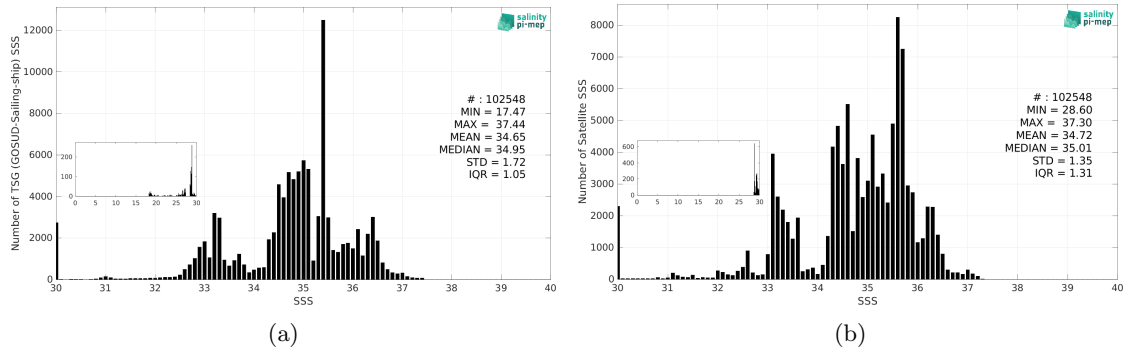 12000
10000
8000
6000
4000
2000
0
Number of TSG (GOSUD-Sailing-ship) SSS
salinity
pi-mep
# : 102548
MIN = 17.47
MAX = 37.44
MEAN = 34.65
MEDIAN = 34.95
STD = 1.72
IQR = 1.05
200
100
0
0 5 10 15 20 25 30
30 31 32 33 34 35 36 37 38 39 40
SSS
(a)
8000
7000
6000
5000
4000
3000
2000
1000
0
Number of Satellite SSS
salinity
pi-mep
# : 102548
MIN = 28.60
MAX = 37.30
MEAN = 34.72
MEDIAN = 35.01
STD = 1.35
IQR = 1.31
600
400
200
0
0 5 10 15 20 25 30
30 31 32 33 34 35 36 37 38 39 40
SSS
(b)